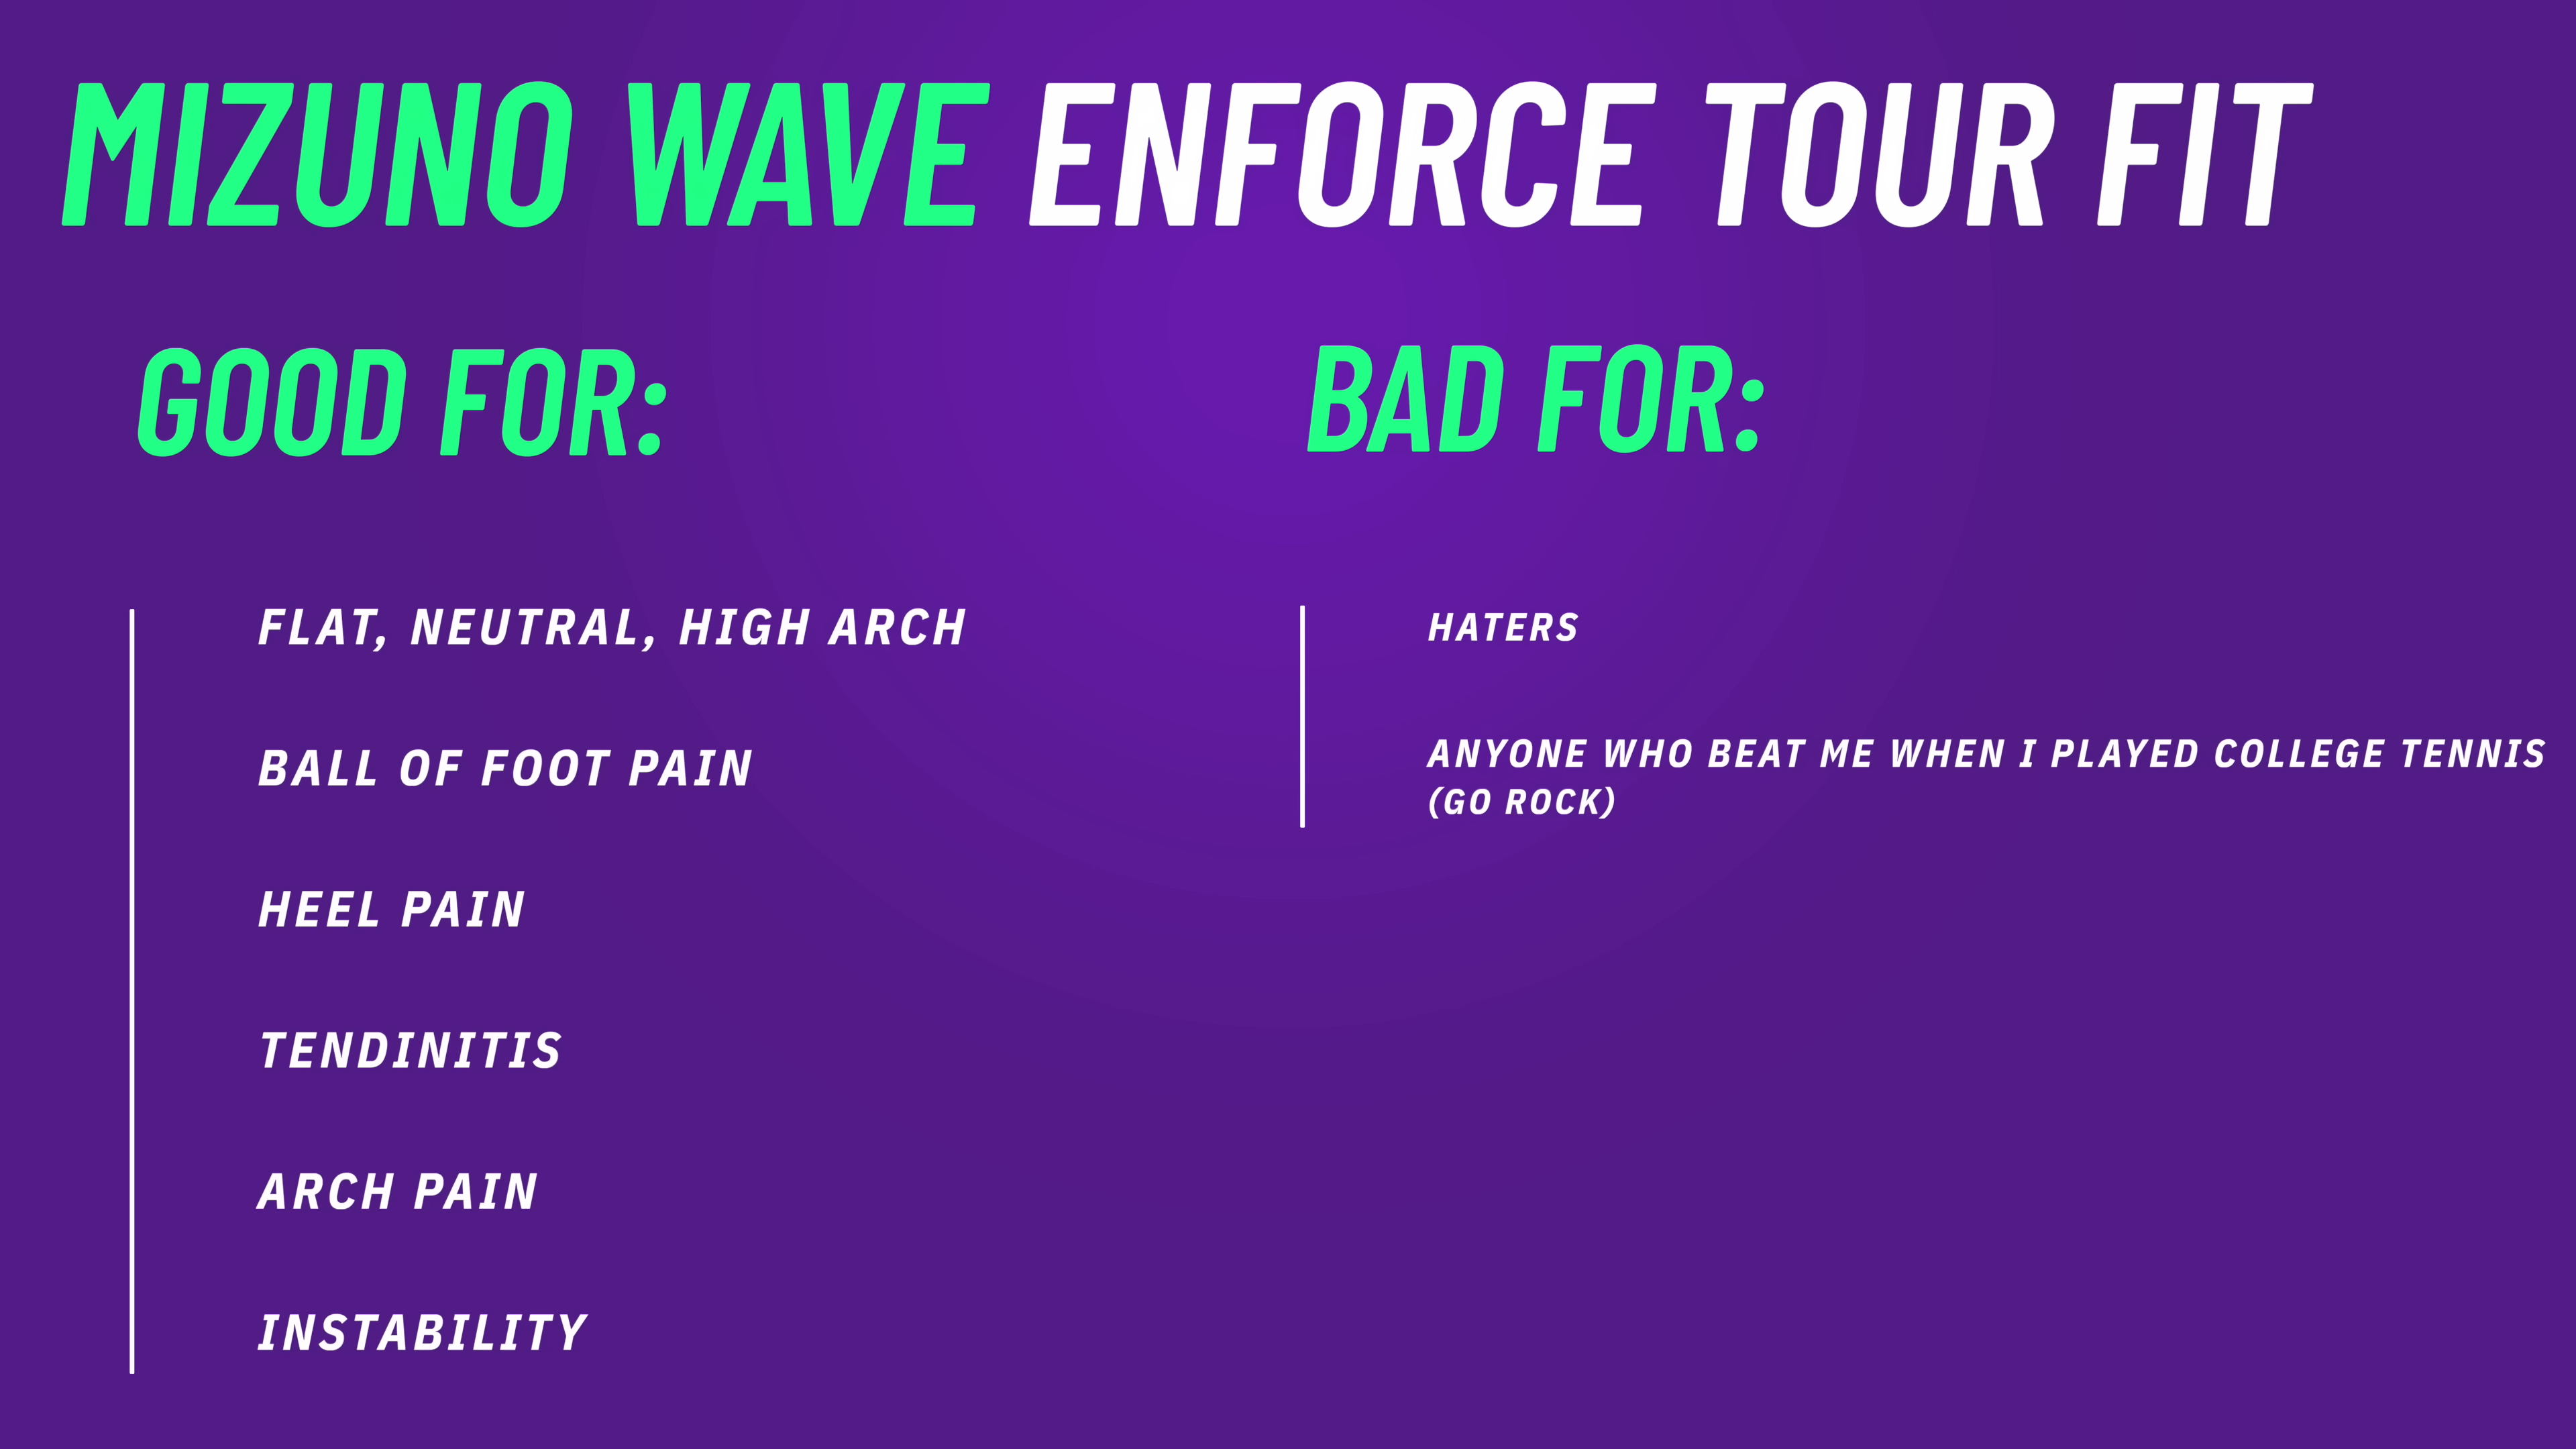 MIZUNO WAVE ENFORCE TOUR FIT
GOOD FOR:
FLAT, NEUTRAL, HIGH ARCH
BALL OF FOOT PAIN
HEEL PAIN
TENDINITIS
ARCH PAIN
INSTABILITY
BAD FOR:
HATERS
ANYONE WHO BEAT ME WHEN I PLAYED COLLEGE TENNIS
(GO ROCK)